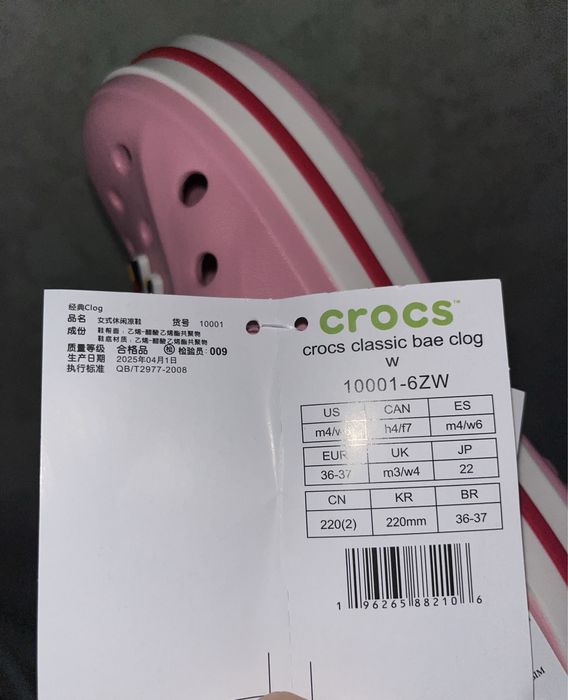 经典Clog
品名 女式休闲凉鞋 货号 10001
成份 鞋帮面:乙烯-醋酸乙烯酯共聚物
鞋底材质:乙烯-醋酸乙烯酯共聚物
质量等级 合格品 检 检验员:009
生产日期 2025年04月1日
执行标准 QB/T2977-2008
crocs™
crocs classic bae clog
w
10001-6ZW
US CAN ES
m4/w6 h4/f7 m4/w6
EUR UK JP
36-37 m3/w4 22
CN KR BR
220(2) 220mm 36-37
1 96265 88210 6